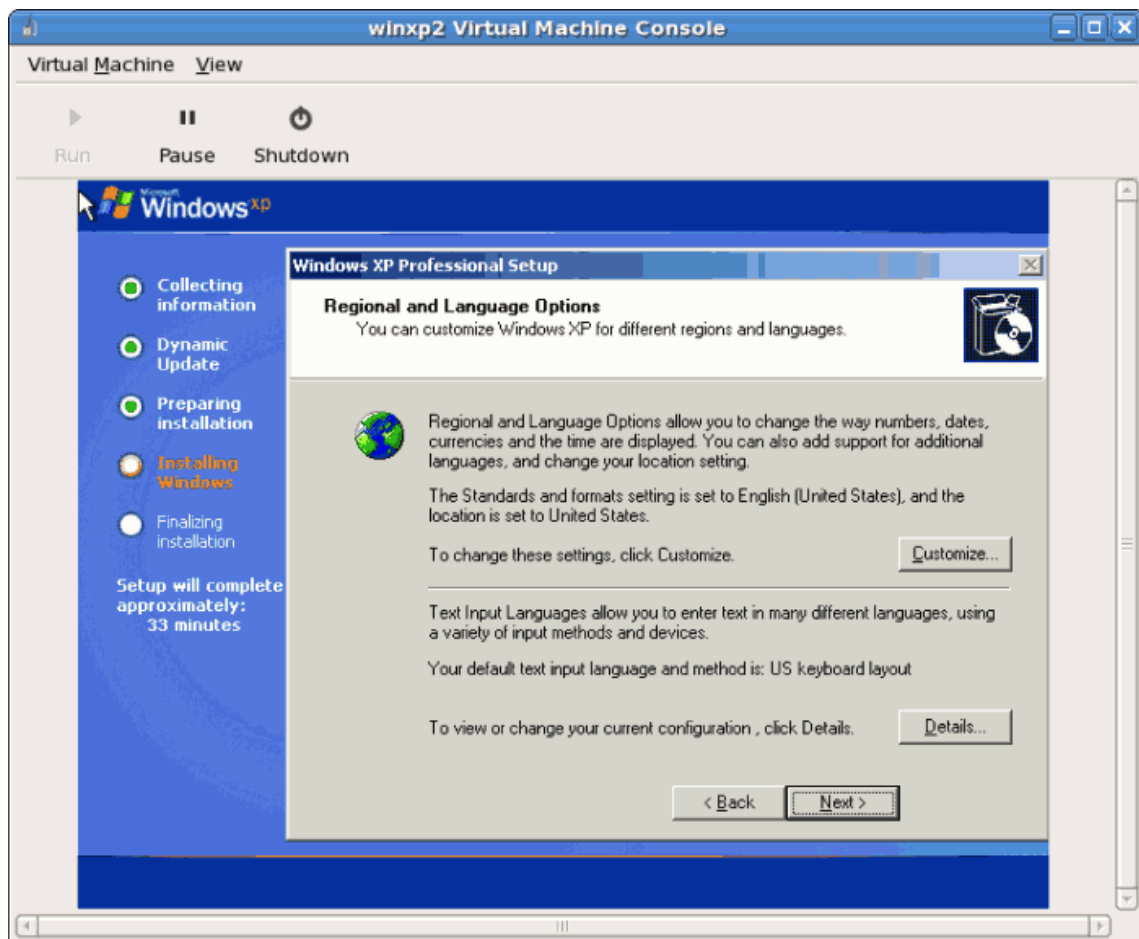 winxp2 Virtual Machine Console
Virtual Machine View
Run Pause Shutdown
Microsoft
Windows xp
Windows XP Professional Setup
Regional and Language Options
You can customize Windows XP for different regions and languages.
Collecting
information
Dynamic
Update
Preparing
installation
Installing
Windows
Finalizing
installation
Setup will complete
approximately:
33 minutes
Regional and Language Options allow you to change the way numbers, dates,
currencies and the time are displayed. You can also add support for additional
languages, and change your location setting.
The Standards and formats setting is set to English (United States), and the
location is set to United States.
To change these settings, click Customize.
Customize...
Text Input Languages allow you to enter text in many different languages, using
a variety of input methods and devices.
Your default text input language and method is: US keyboard layout
To view or change your current configuration , click Details.
Details...
< Back
Next >